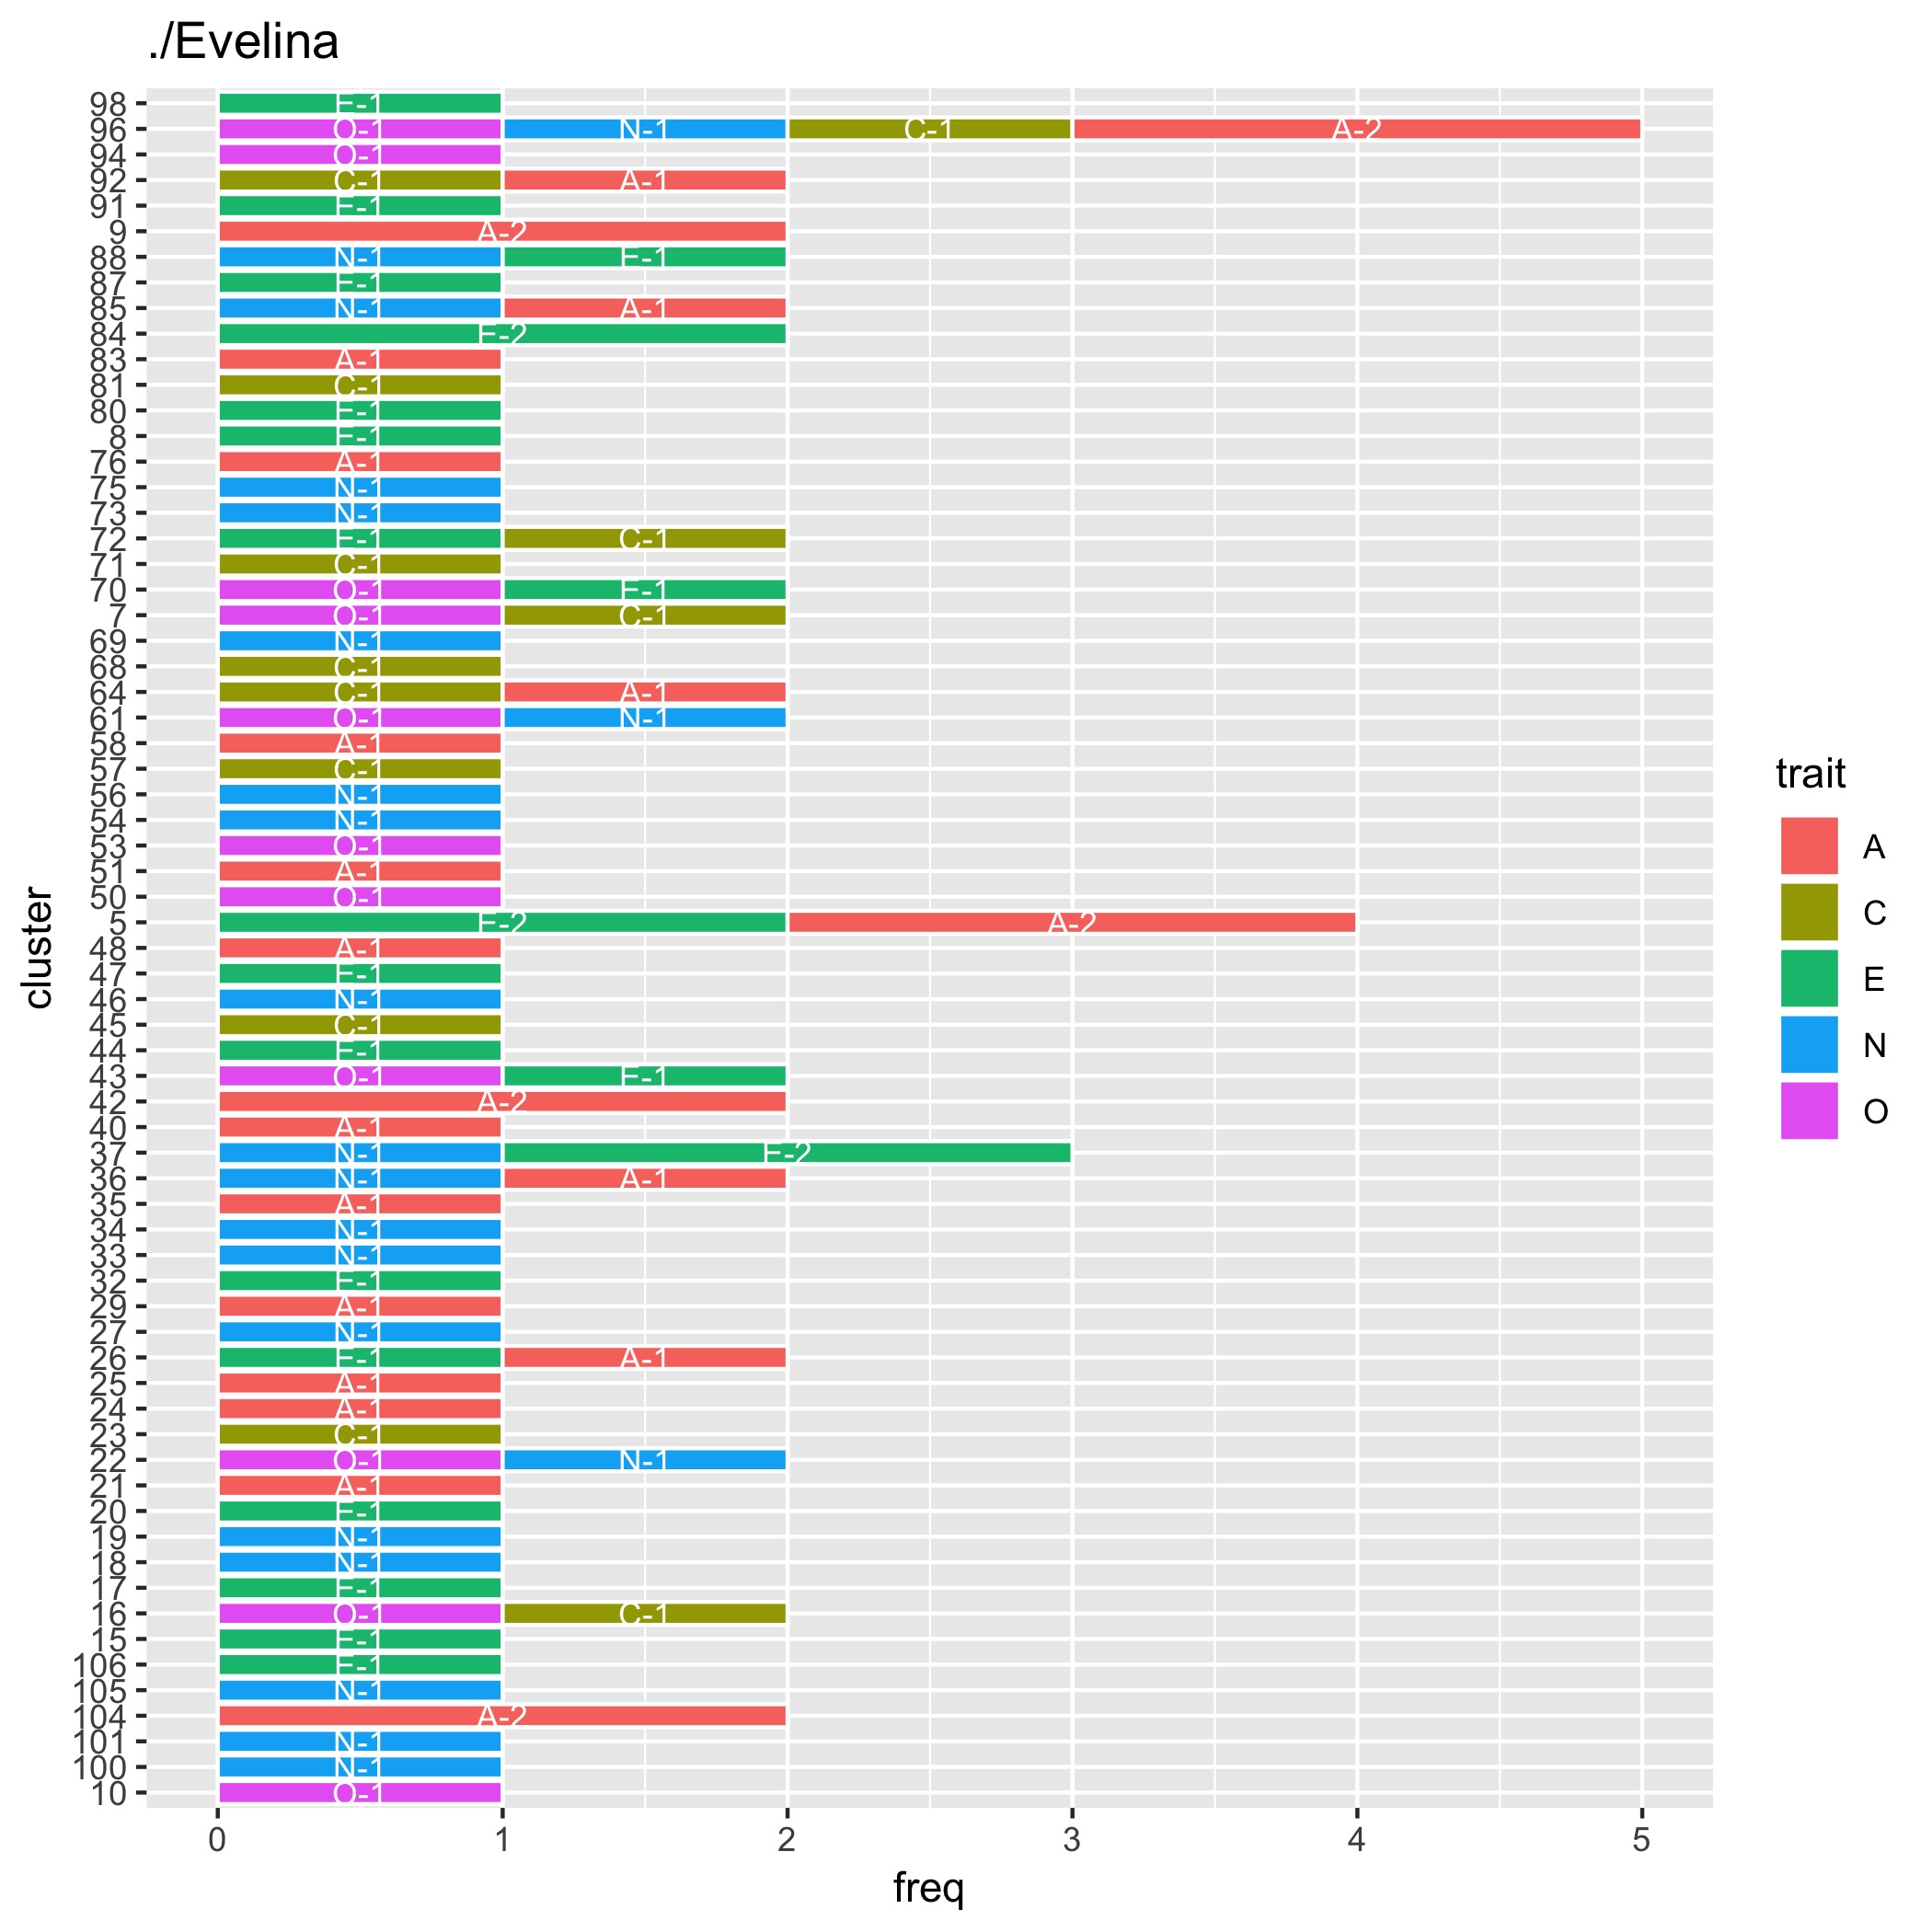 ./Evelina
98 E-1
96 O-1 N-1 C-1 A-2
94 O-1
92 C-1 A-1
91 E-1
9 A-2
88 N-1 E-1
87 E-1
85 N-1 A-1
84 E-2
83 A-1
81 C-1
80 E-1
8 E-1
76 A-1
75 N-1
73 N-1
72 E-1 C-1
71 C-1
70 O-1 E-1
7 O-1 C-1
69 N-1
68 C-1
64 C-1 A-1
61 O-1 N-1
58 A-1
57 C-1
56 N-1
54 N-1
53 O-1
51 A-1
50 O-1
5 E-2 A-2
48 A-1
47 E-1
46 N-1
45 C-1
44 E-1
43 O-1 E-1
42 A-2
40 A-1
37 N-1 E-2
36 N-1 A-1
35 A-1
34 N-1
33 N-1
32 E-1
29 A-1
27 N-1
26 E-1 A-1
25 A-1
24 A-1
23 C-1
22 O-1 N-1
21 A-1
20 E-1
19 N-1
18 N-1
17 E-1
16 O-1 C-1
15 E-1
106 E-1
105 N-1
104 A-2
101 N-1
100 N-1
10 O-1
0 1 2 3 4 5
freq
cluster
trait
A
C
E
N
O